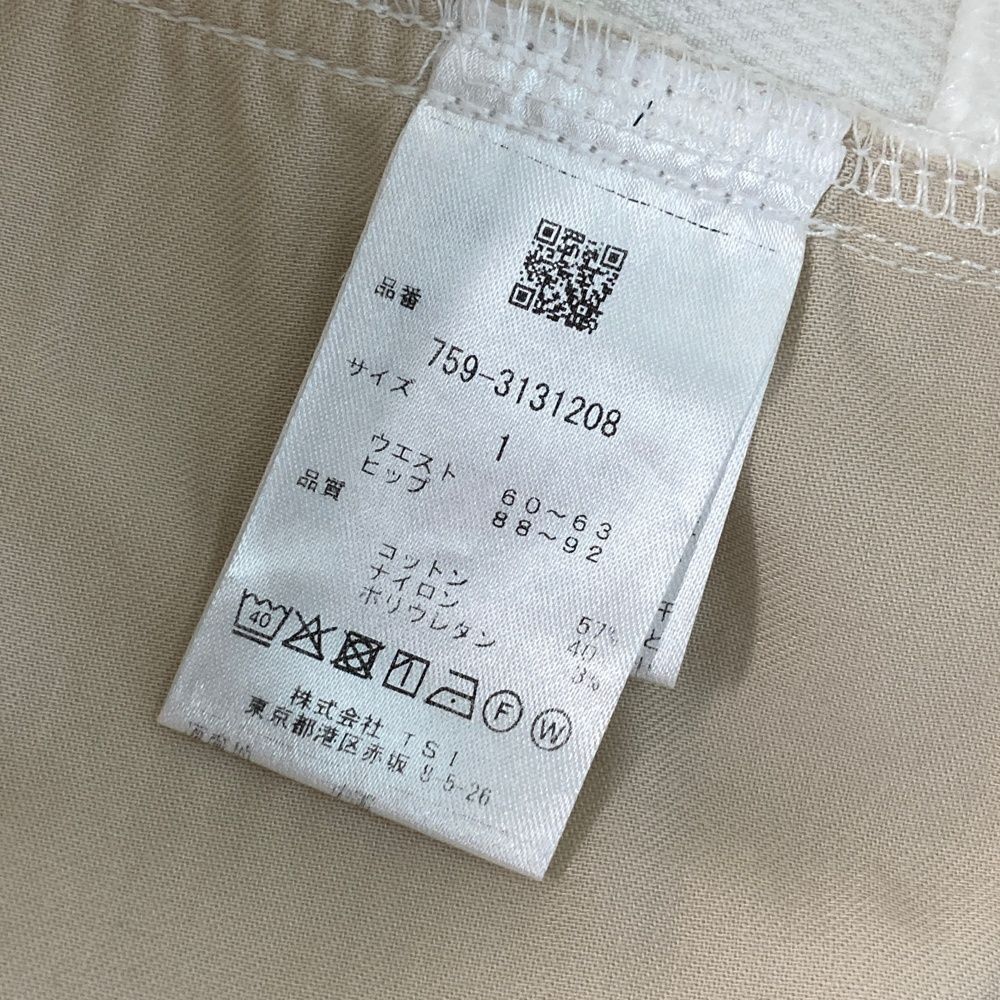 品番
759-3131208
サイズ
1
ウエスト 60～63
ヒップ 88～92
品質
コットン 57%
ナイロン 40
ポリウレタン 3%
40
F
W
株式会社 TSI
東京都港区赤坂 8-5-26